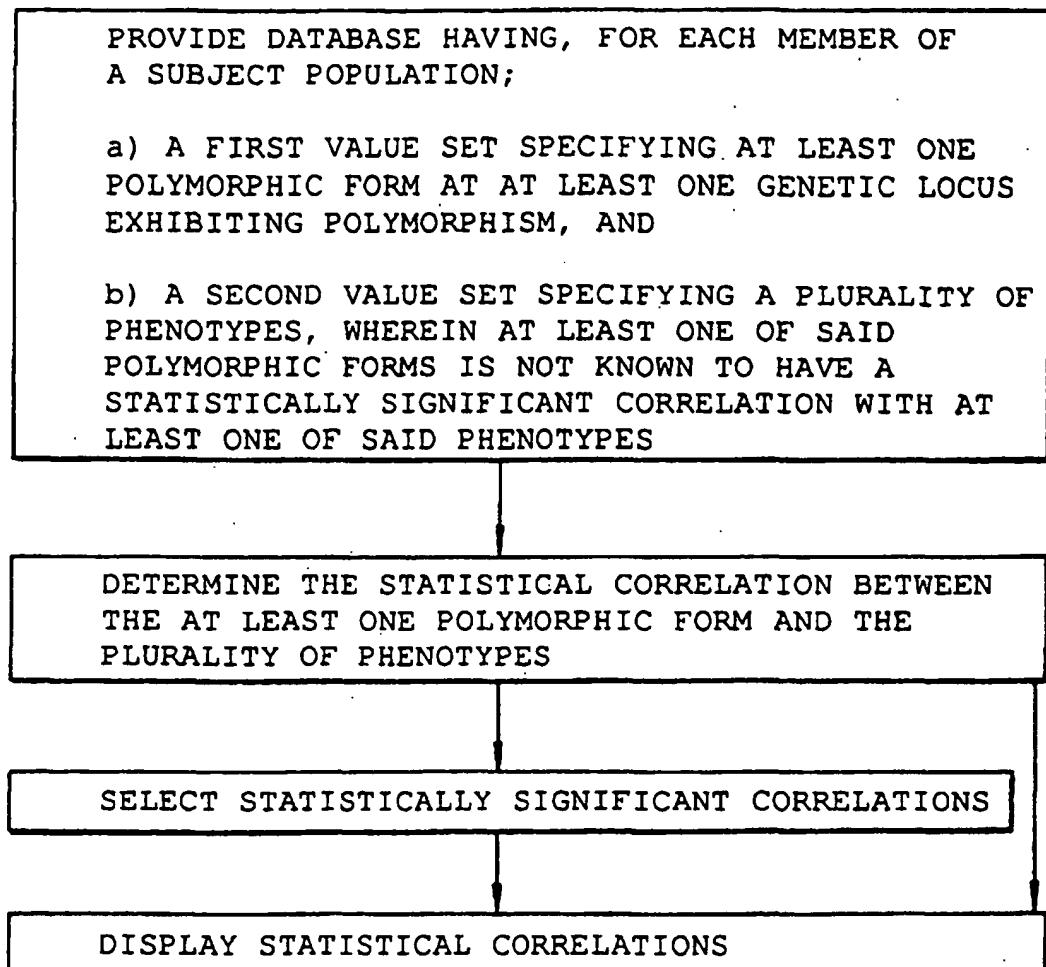 PROVIDE DATABASE HAVING, FOR EACH MEMBER OF
A SUBJECT POPULATION;
a) A FIRST VALUE SET SPECIFYING AT LEAST ONE
POLYMORPHIC FORM AT AT LEAST ONE GENETIC LOCUS
EXHIBITING POLYMORPHISM, AND
b) A SECOND VALUE SET SPECIFYING A PLURALITY OF
PHENOTYPES, WHEREIN AT LEAST ONE OF SAID
POLYMORPHIC FORMS IS NOT KNOWN TO HAVE A
STATISTICALLY SIGNIFICANT CORRELATION WITH AT
LEAST ONE OF SAID PHENOTYPES
DETERMINE THE STATISTICAL CORRELATION BETWEEN
THE AT LEAST ONE POLYMORPHIC FORM AND THE
PLURALITY OF PHENOTYPES
SELECT STATISTICALLY SIGNIFICANT CORRELATIONS
DISPLAY STATISTICAL CORRELATIONS